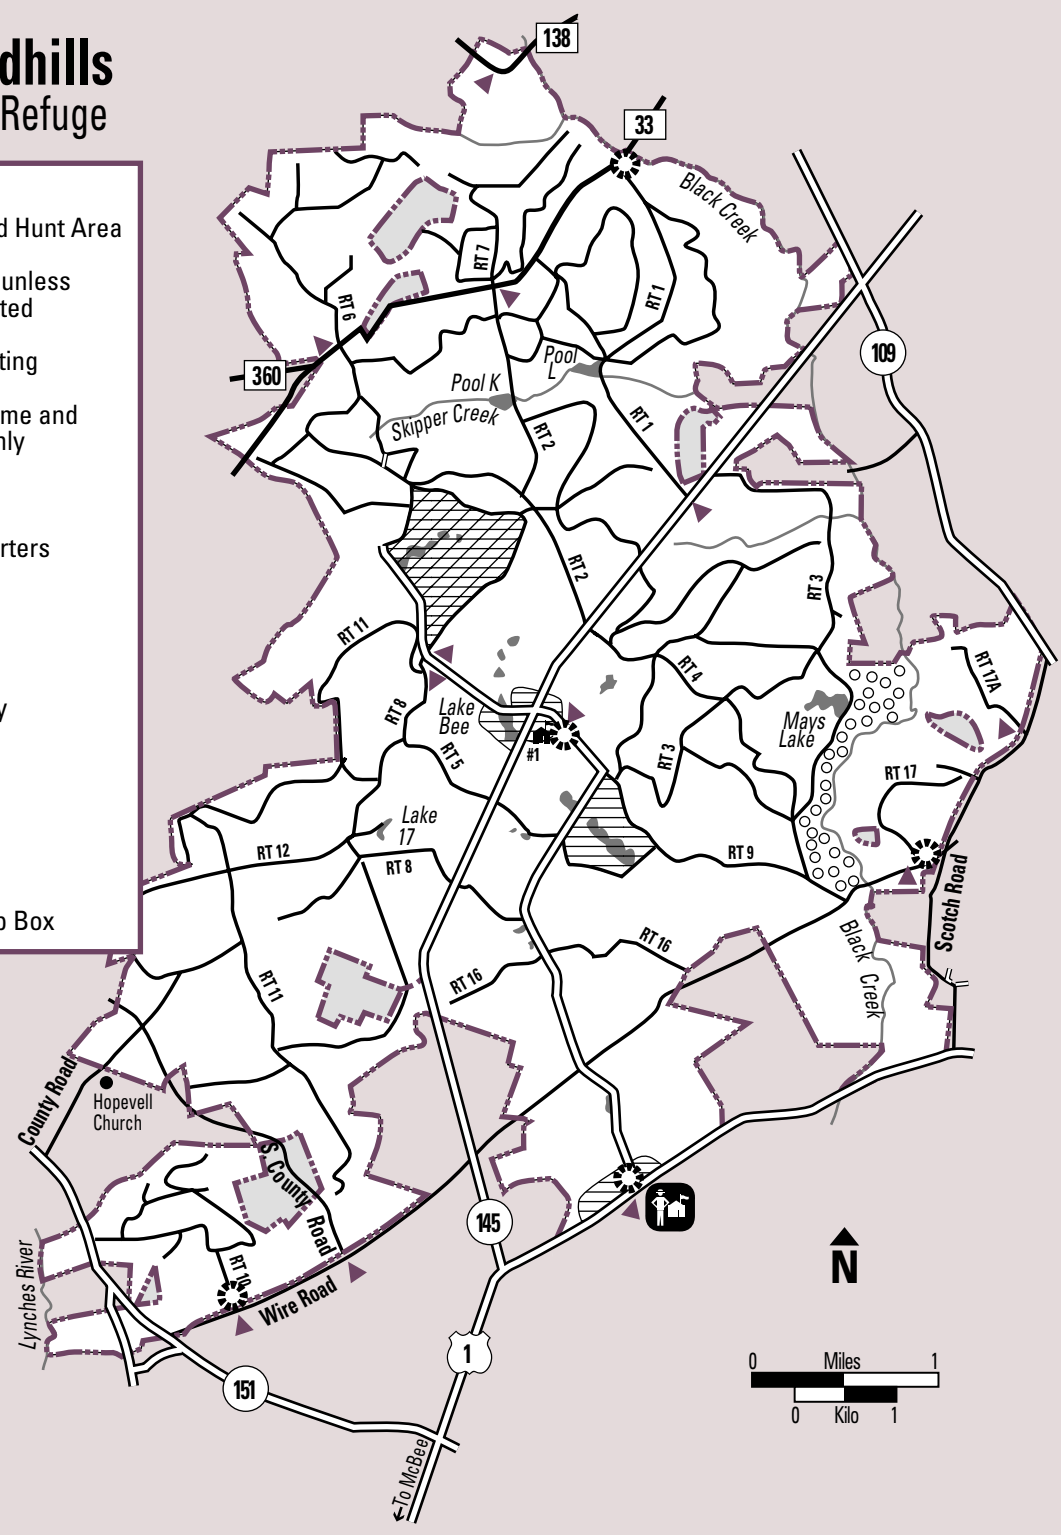 dhills
Refuge
d Hunt Area
unless
ted
ting
me and
nly
rters
y
p Box
138
33
Black Creek
RT 7
RT 1
RT 6
360
109
Pool
L
Pool K
Skipper Creek
RT 1
RT 2
RT 2
RT 3
RT 11
RT 4
RT 17A
RT 8
Lake
Bee
#1
Mays
Lake
RT 5
RT 3
RT 17
Lake
17
RT 12
RT 8
RT 9
Scotch Road
RT 16
RT 16
RT 11
Black Creek
County Road
Hopevell
Church
S. County Road
145
Lynches River
RT 10
Wire Road
N
1
0 Miles 1
0 Kilo 1
151
To McBee